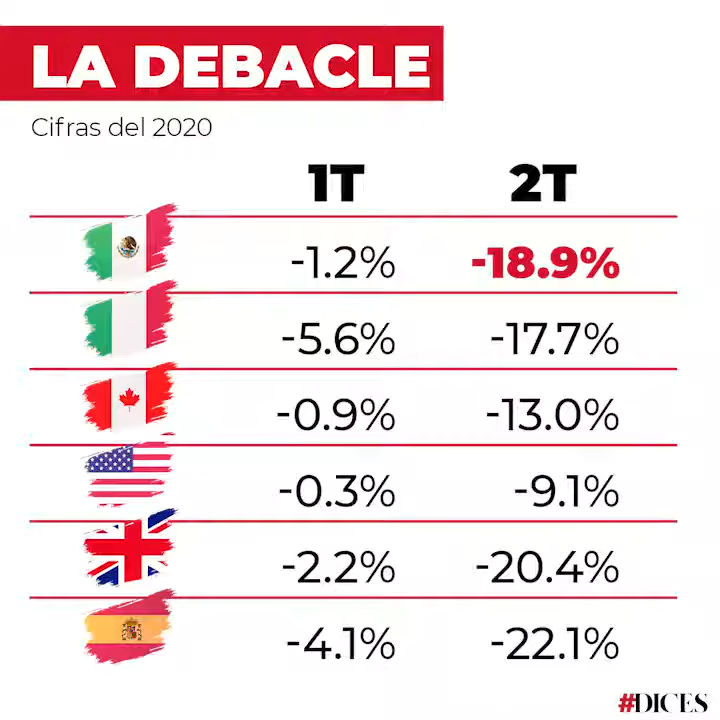 LA DEBACLE
Cifras del 2020
1T 2T
-1.2% -18.9%
-5.6% -17.7%
-0.9% -13.0%
-0.3% -9.1%
-2.2% -20.4%
-4.1% -22.1%
#DICES